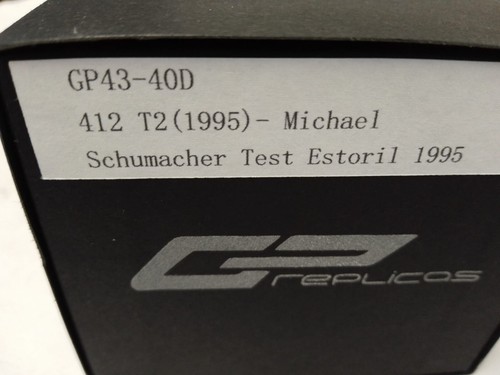 GP43-40D
412 T2(1995)- Michael
Schumacher Test Estoril 1995
GP
replicas